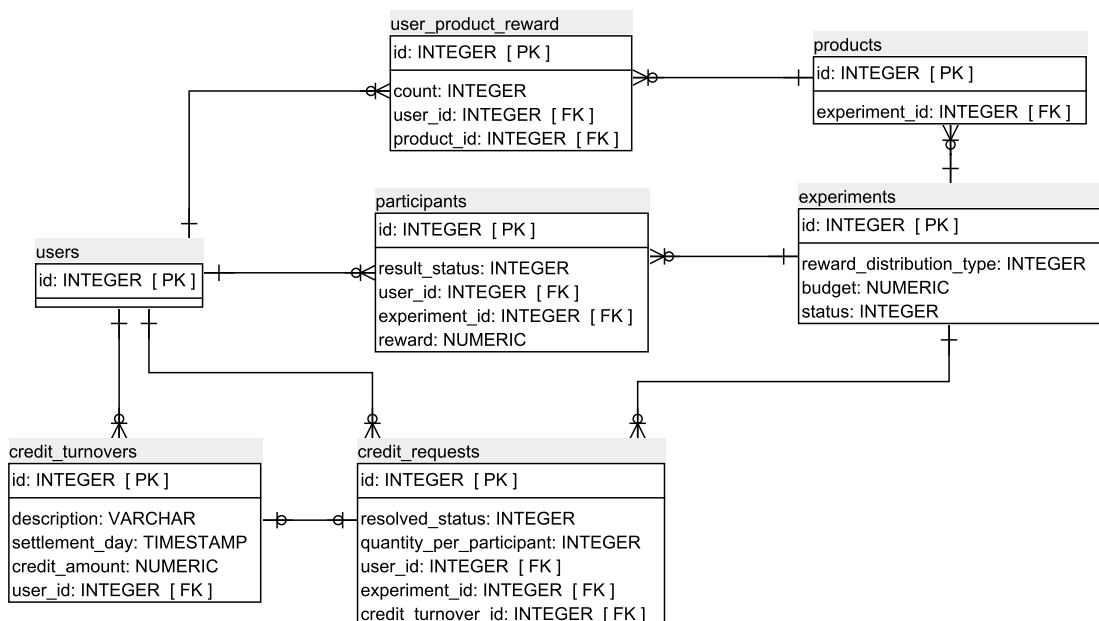 user_product_reward
id: INTEGER [ PK ]
count: INTEGER
user_id: INTEGER [ FK ]
product_id: INTEGER [ FK ]
products
id: INTEGER [ PK ]
experiment_id: INTEGER [ FK ]
participants
id: INTEGER [ PK ]
result_status: INTEGER
user_id: INTEGER [ FK ]
experiment_id: INTEGER [ FK ]
reward: NUMERIC
experiments
id: INTEGER [ PK ]
reward_distribution_type: INTEGER
budget: NUMERIC
status: INTEGER
users
id: INTEGER [ PK ]
credit_turnovers
id: INTEGER [ PK ]
description: VARCHAR
settlement_day: TIMESTAMP
credit_amount: NUMERIC
user_id: INTEGER [ FK ]
credit_requests
id: INTEGER [ PK ]
resolved_status: INTEGER
quantity_per_participant: INTEGER
user_id: INTEGER [ FK ]
experiment_id: INTEGER [ FK ]
credit_turnover_id: INTEGER [ FK ]